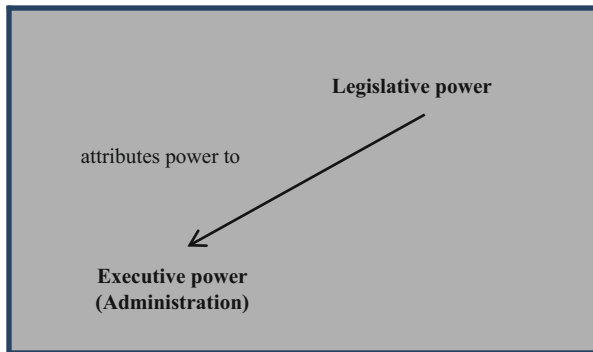 Legislative power
attributes power to
Executive power
(Administration)